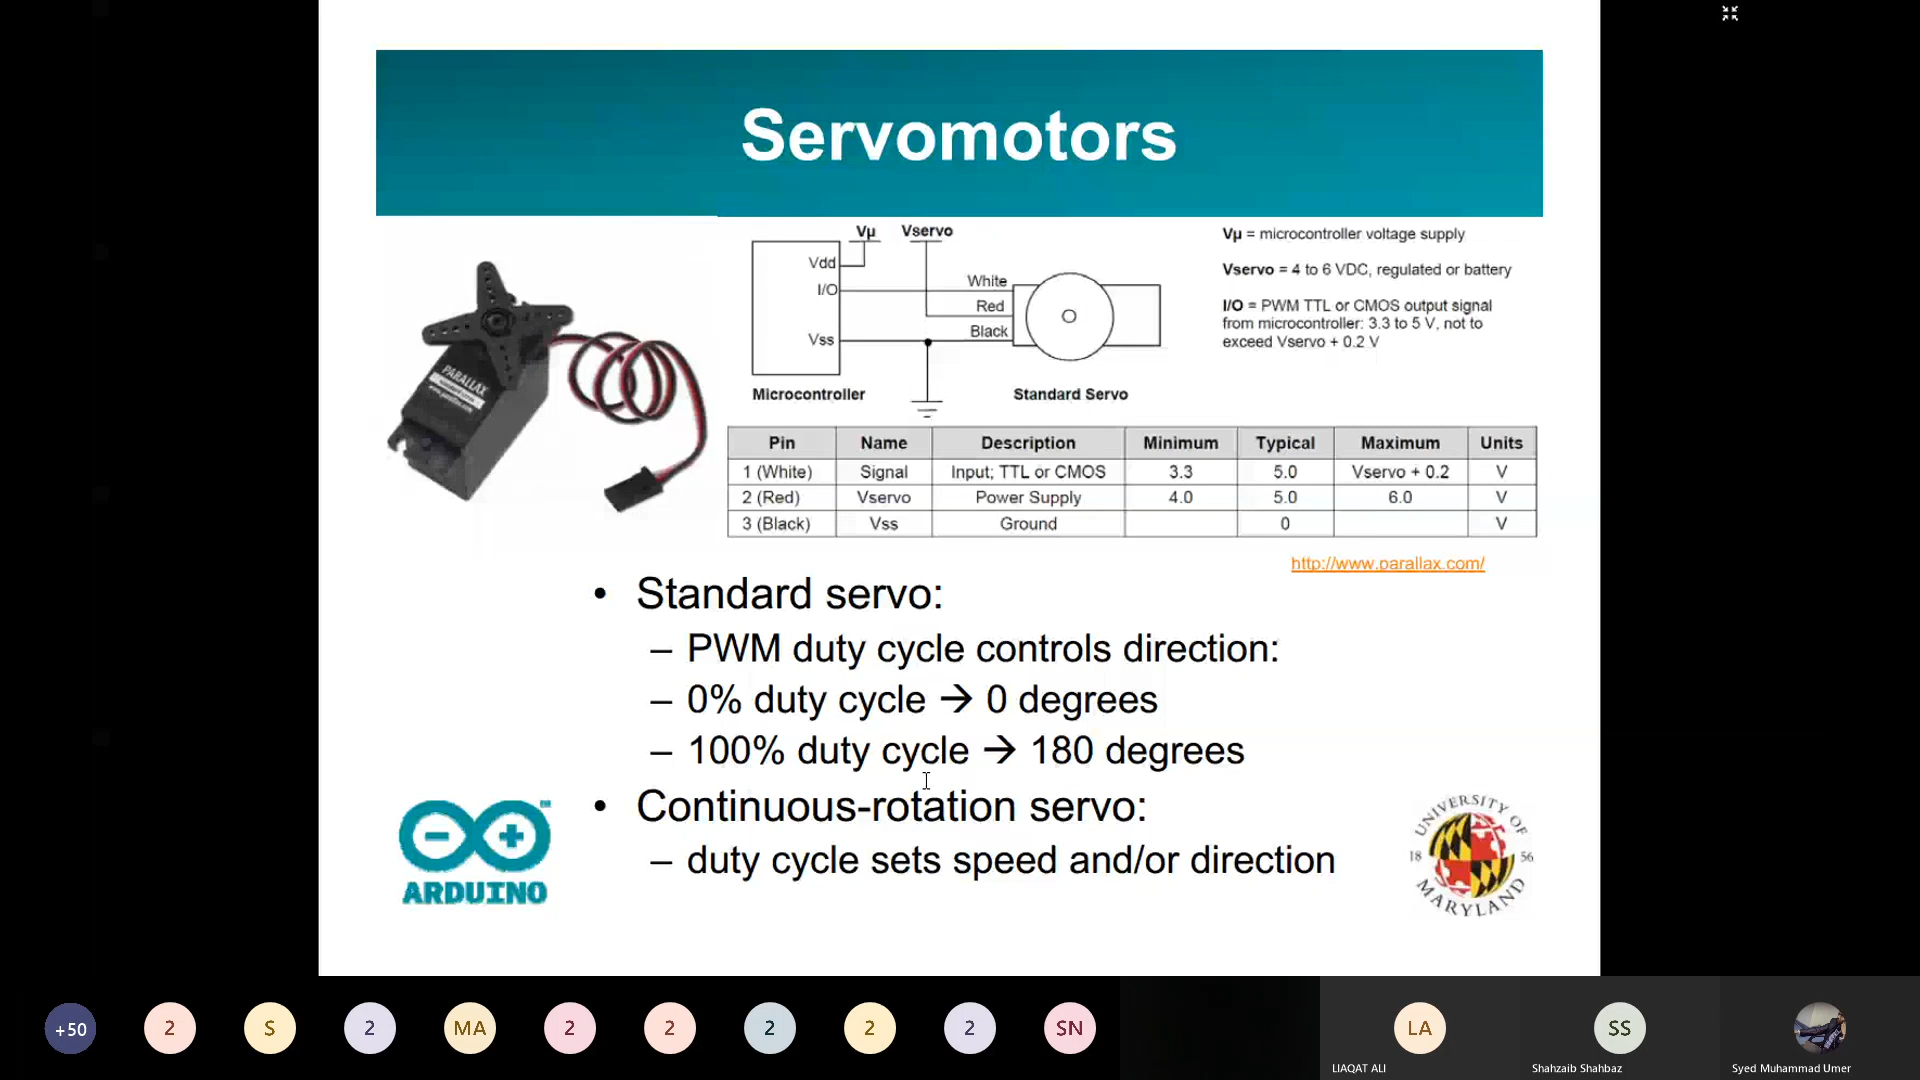 Servomotors
Vμ Vservo
Vdd
I/O
Vss
White
Red
Black
Microcontroller
Standard Servo
Vμ = microcontroller voltage supply
Vservo = 4 to 6 VDC, regulated or battery
I/O = PWM TTL or CMOS output signal
from microcontroller: 3.3 to 5 V, not to
exceed Vservo + 0.2 V
PARALLAX
Pin Name Description Minimum Typical Maximum Units
1 (White) Signal Input; TTL or CMOS 3.3 5.0 Vservo + 0.2 V
2 (Red) Vservo Power Supply 4.0 5.0 6.0 V
3 (Black) Vss Ground 0 V
http://www.parallax.com/
• Standard servo:
– PWM duty cycle controls direction:
– 0% duty cycle → 0 degrees
– 100% duty cycle → 180 degrees
• Continuous-rotation servo:
– duty cycle sets speed and/or direction
ARDUINO
TM
UNIVERSITY OF
18 56
MARYLAND
+50 2 S 2 MA 2 2 2 2 2 SN LA SS
LIAQAT ALI Shahzaib Shahbaz Syed Muhammad Umer